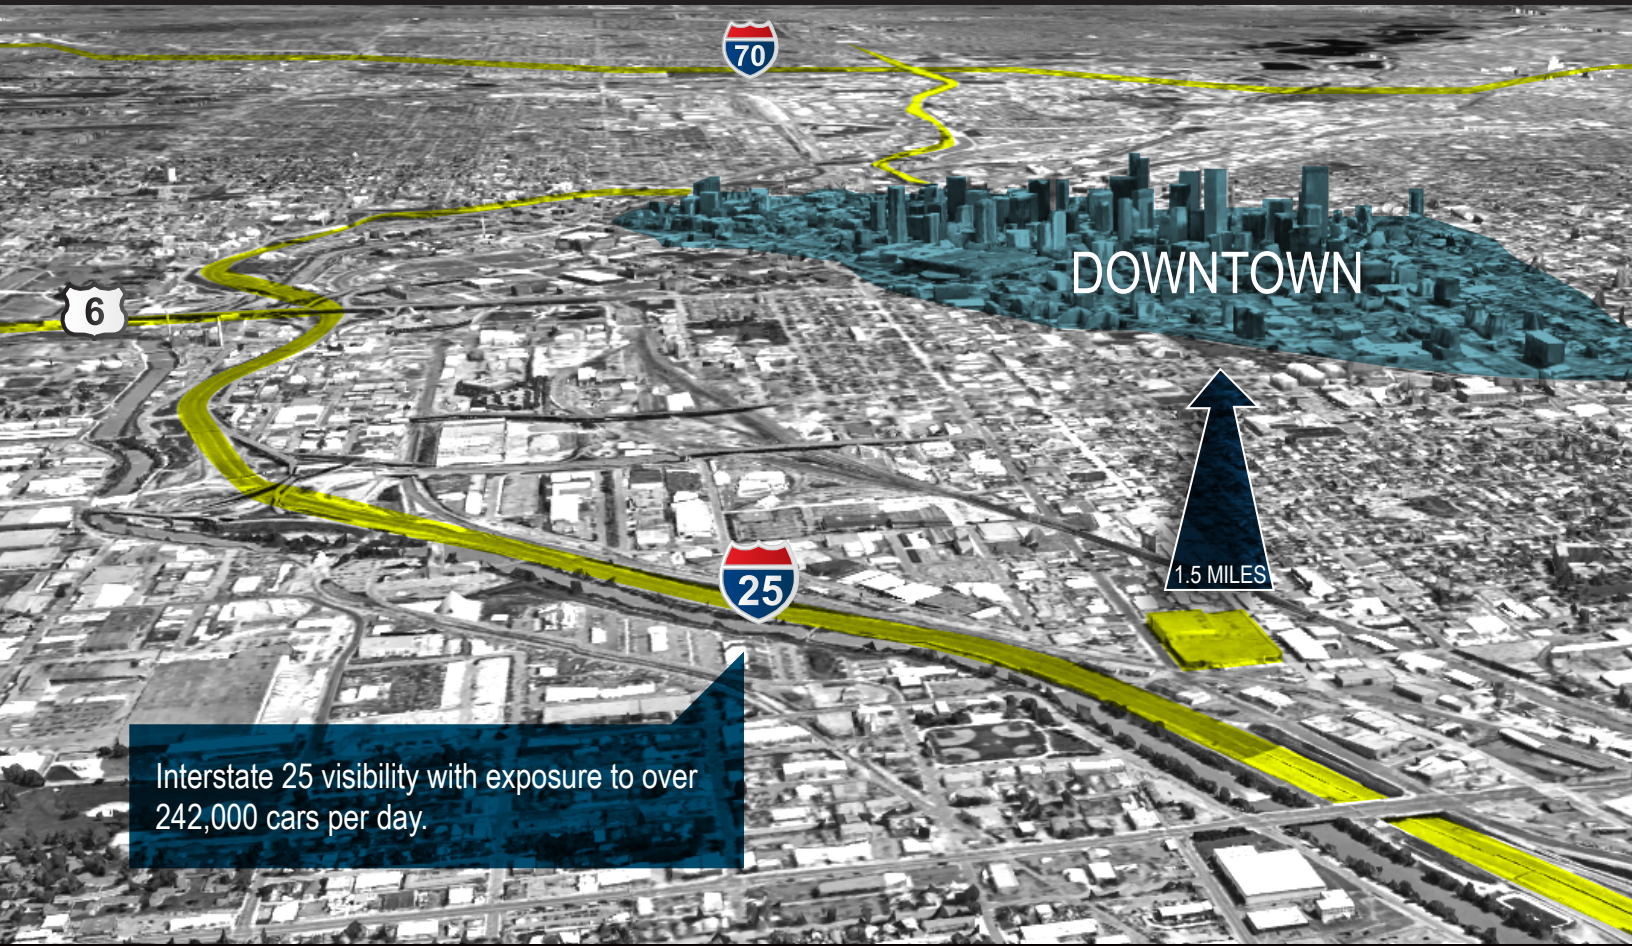 70
DOWNTOWN
6
1.5 MILES
25
Interstate 25 visibility with exposure to over
242,000 cars per day.